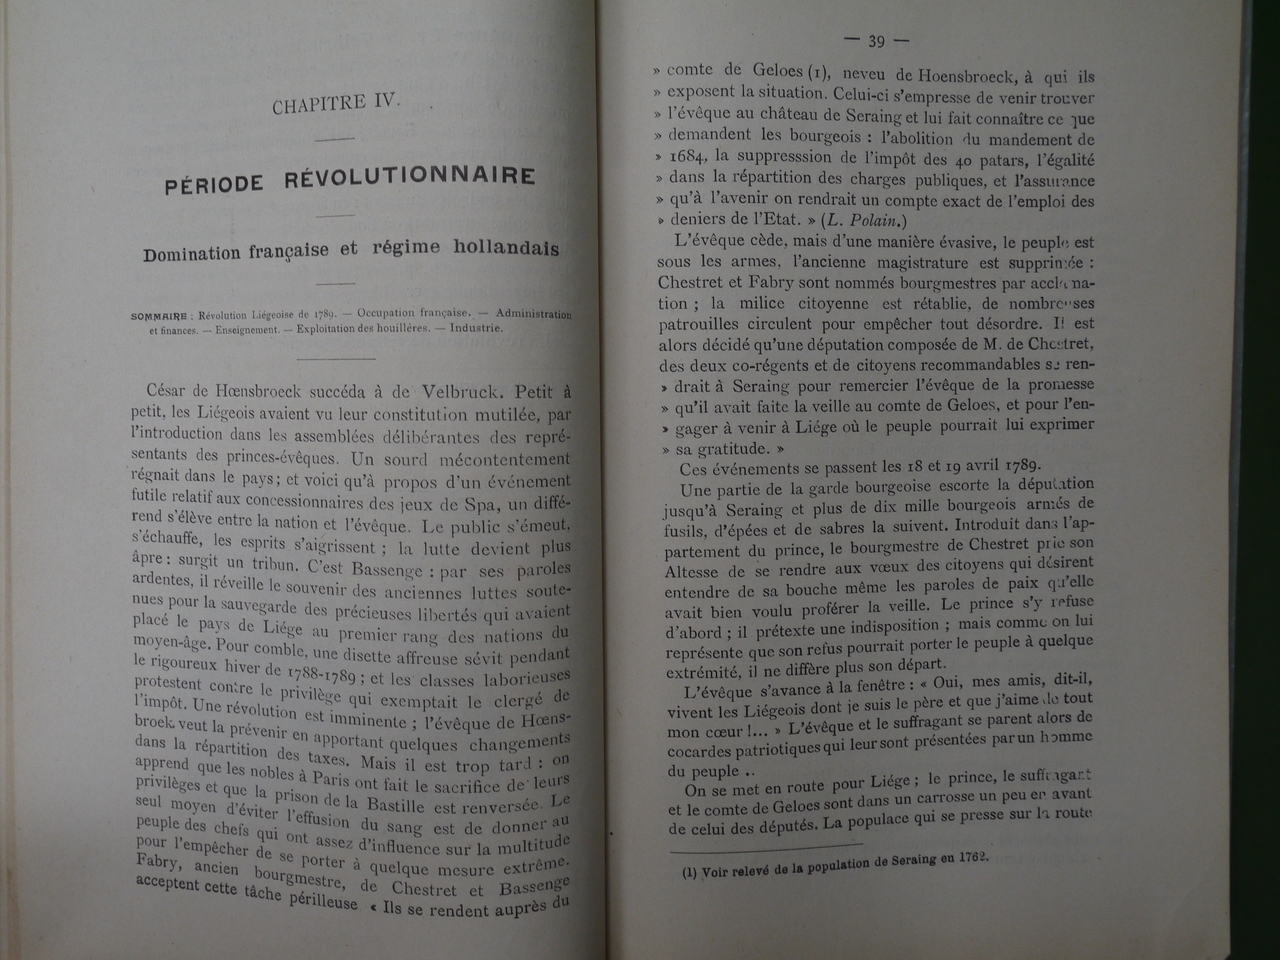 CHAPITRE IV.
PÉRIODE RÉVOLUTIONNAIRE
Domination française et régime hollandais
SOMMAIRE : Révolution Liégeoise de 1789. — Occupation française. — Administration
et finances. — Enseignement. — Exploitation des houillères. — Industrie.
César de Hœnsbroeck succéda à de Velbruck. Petit à
petit, les Liégeois avaient vu leur constitution mutilée, par
l'introduction dans les assemblées délibérantes des repré-
sentants des princes-évêques. Un sourd mécontentement
régnait dans le pays; et voici qu'à propos d'un événement
futile relatif aux concessionnaires des jeux de Spa, un diffé-
rend s'élève entre la nation et l'évêque. Le public s'émeut,
s'échauffe, les esprits s'aigrissent ; la lutte devient plus
âpre : surgit un tribun. C'est Bassenge : par ses paroles
ardentes, il réveille le souvenir des anciennes luttes soute-
nues pour la sauvegarde des précieuses libertés qui avaient
placé le pays de Liége au premier rang des nations du
moyen-âge. Pour comble, une disette affreuse sévit pendant
le rigoureux hiver de 1788-1789 ; et les classes laborieuses
protestent contre le privilège qui exemptait le clergé de
l'impôt. Une révolution est imminente ; l'évêque de Hœns-
broek veut la prévenir en apportant quelques changements
dans la répartition des taxes. Mais il est trop tard : on
apprend que les nobles à Paris ont fait le sacrifice de leurs
privilèges et que la prison de la Bastille est renversée. Le
seul moyen d'éviter l'effusion du sang est de donner au
peuple des chefs qui ont assez d'influence sur la multitude
pour l'empêcher de se porter à quelque mesure extrême.
Fabry, ancien bourgmestre, de Chestret et Bassenge
acceptent cette tâche périlleuse « Ils se rendent auprès du
— 39 —
» comte de Geloes (1), neveu de Hoensbroeck, à qui ils
» exposent la situation. Celui-ci s'empresse de venir trouver
» l'évêque au château de Seraing et lui fait connaître ce que
» demandent les bourgeois : l'abolition du mandement de
» 1684, la suppresssion de l'impôt des 40 patars, l'égalité
» dans la répartition des charges publiques, et l'assurance
» qu'à l'avenir on rendrait un compte exact de l'emploi des
» deniers de l'Etat. » (L. Polain.)
L'évêque cède, mais d'une manière évasive, le peuple est
sous les armes, l'ancienne magistrature est supprimée :
Chestret et Fabry sont nommés bourgmestres par acclama-
tion ; la milice citoyenne est rétablie, de nombreuses
patrouilles circulent pour empêcher tout désordre. Il est
alors décidé qu'une députation composée de M. de Chestret,
des deux co-régents et de citoyens recommandables se ren-
» drait à Seraing pour remercier l'évêque de la promesse
» qu'il avait faite la veille au comte de Geloes, et pour l'en-
» gager à venir à Liége où le peuple pourrait lui exprimer
» sa gratitude. »
Ces événements se passent les 18 et 19 avril 1789.
Une partie de la garde bourgeoise escorte la députation
jusqu'à Seraing et plus de dix mille bourgeois armés de
fusils, d'épées et de sabres la suivent. Introduit dans l'ap-
partement du prince, le bourgmestre de Chestret prie son
Altesse de se rendre aux vœux des citoyens qui désirent
entendre de sa bouche même les paroles de paix qu'elle
avait bien voulu proférer la veille. Le prince s'y refuse
d'abord ; il prétexte une indisposition ; mais comme on lui
représente que son refus pourrait porter le peuple à quelque
extrémité, il ne diffère plus son départ.
L'évêque s'avance à la fenêtre : « Oui, mes amis, dit-il,
vivent les Liégeois dont je suis le père et que j'aime de tout
mon cœur !... » L'évêque et le suffragant se parent alors de
cocardes patriotiques qui leur sont présentées par un homme
du peuple ..
On se met en route pour Liége ; le prince, le suffragant
et le comte de Geloes sont dans un carrosse un peu en avant
de celui des députés. La populace qui se presse sur la route
(1) Voir relevé de la population de Seraing en 1762.